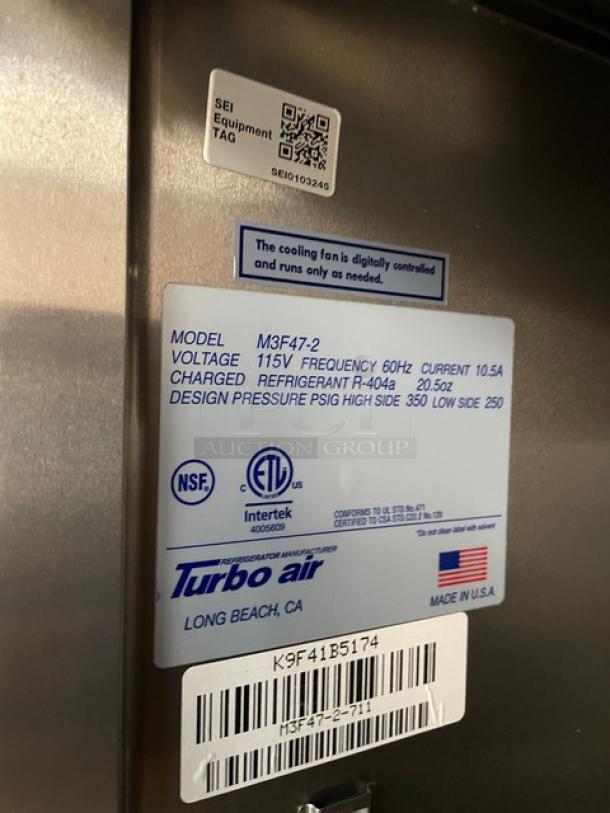 SEI
Equipment
TAG
SEI0103245
The cooling fan is digitally controlled
and runs only as needed.
MODEL M3F47-2
VOLTAGE 115V FREQUENCY 60Hz CURRENT 10.5A
CHARGED REFRIGERANT R-404a 20.5oz
DESIGN PRESSURE PSIG HIGH SIDE 350 LOW SIDE 250
PCI
AUCTION GROUP
NSF®
C ETL US
Intertek
4005609
CONFORMS TO UL STD.No.471
CERTIFIED TO CSA STD.C22.2 No.120
*Do not clean label with solvent
REFRIGERATOR MANUFACTURER
Turbo air
LONG BEACH, CA
MADE IN U.S.A.
K9F41B5174
M3F47-2-711